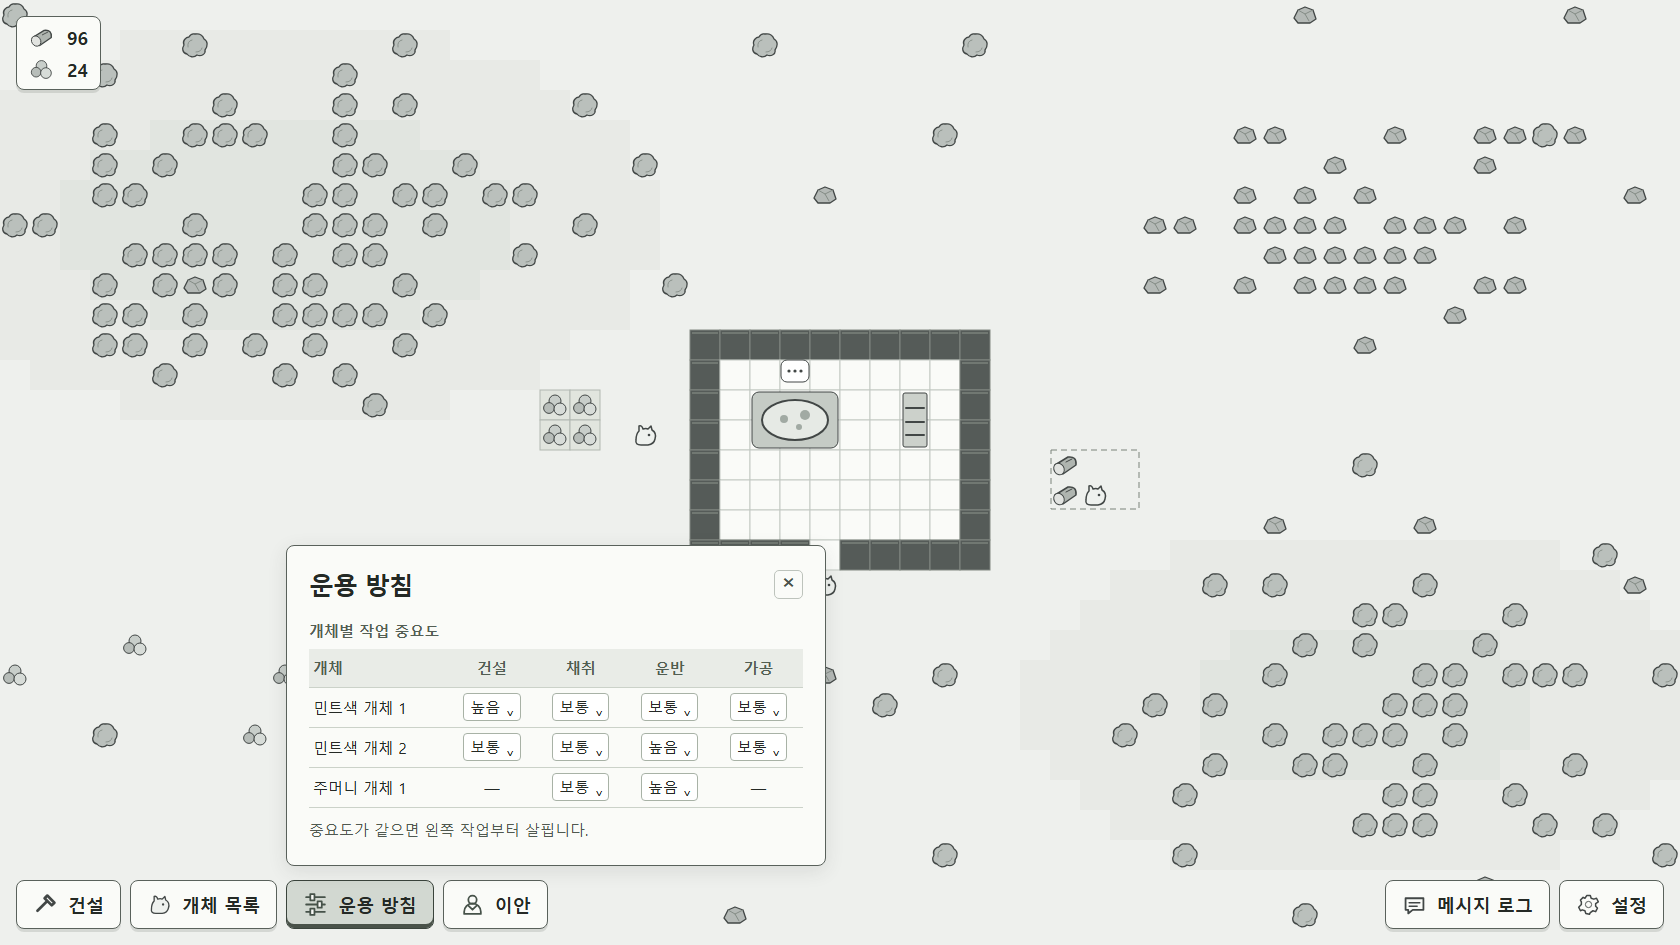 96
24
운용 방침
개체별 작업 중요도
개체 건설 채취 운반 가공
민트색 개체 1 높음 보통 보통 보통
민트색 개체 2 보통 보통 높음 보통
주머니 개체 1 — 보통 높음 —
중요도가 같으면 왼쪽 작업부터 살핍니다.
건설 개체 목록 운용 방침 이안 메시지 로그 설정